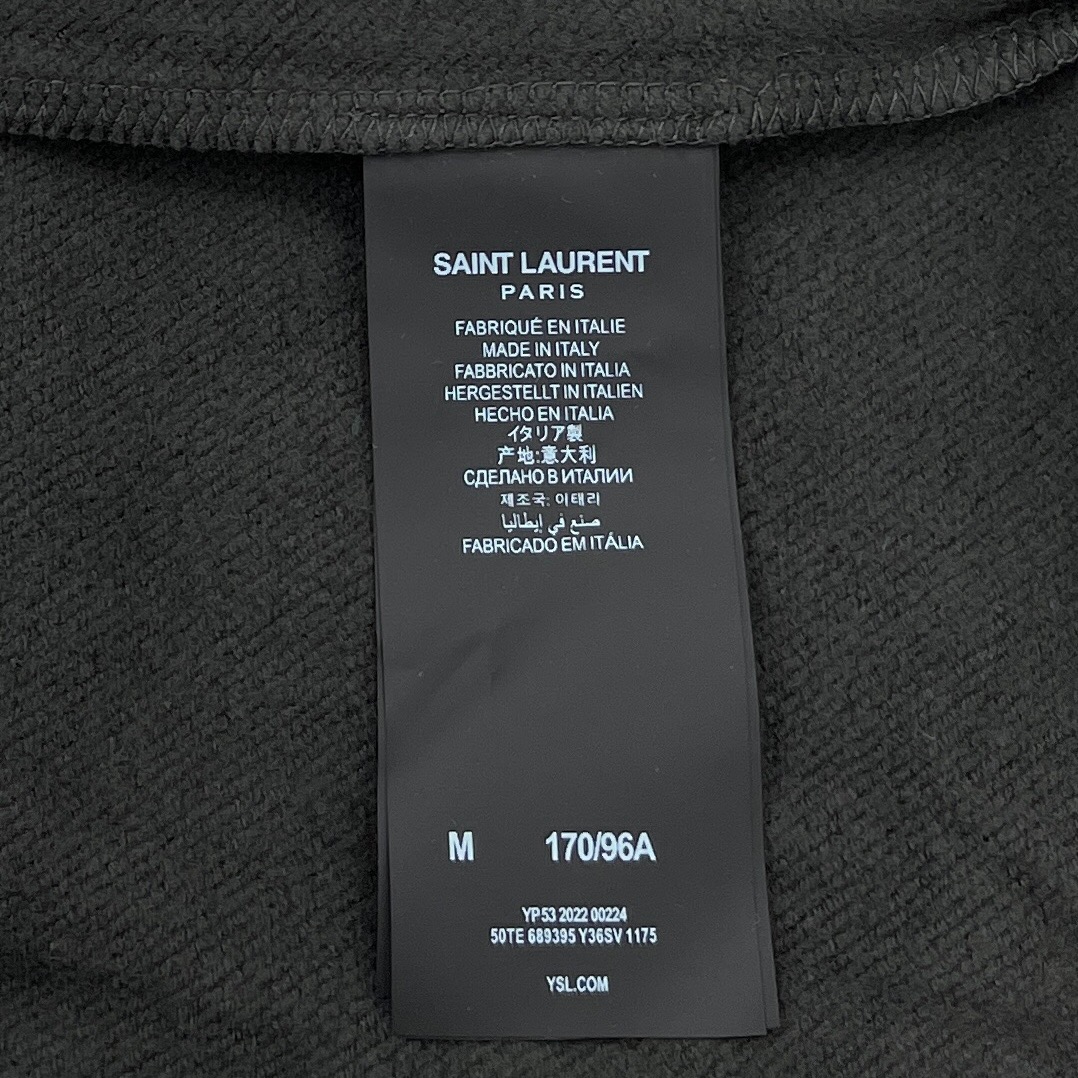 SAINT LAURENT
PARIS
FABRIQUÉ EN ITALIE
MADE IN ITALY
FABBRICATO IN ITALIA
HERGESTELLT IN ITALIEN
HECHO EN ITALIA
イタリア製
产地:意大利
СДЕЛАНО В ИТАЛИИ
제조국: 이태리
صنع في إيطاليا
FABRICADO EM ITÁLIA
M 170/96A
YP53 2022 00224
50TE 689395 Y36SV 1175
YSL.COM